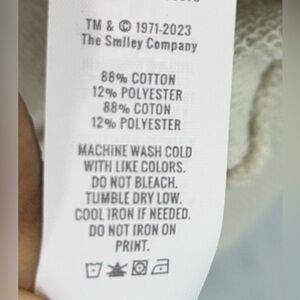 TM & © 1971-2023
The Smiley Company
88% COTTON
12% POLYESTER
88% COTON
12% POLYESTER
MACHINE WASH COLD
WITH LIKE COLORS.
DO NOT BLEACH.
TUMBLE DRY LOW.
COOL IRON IF NEEDED.
DO NOT IRON ON
PRINT.